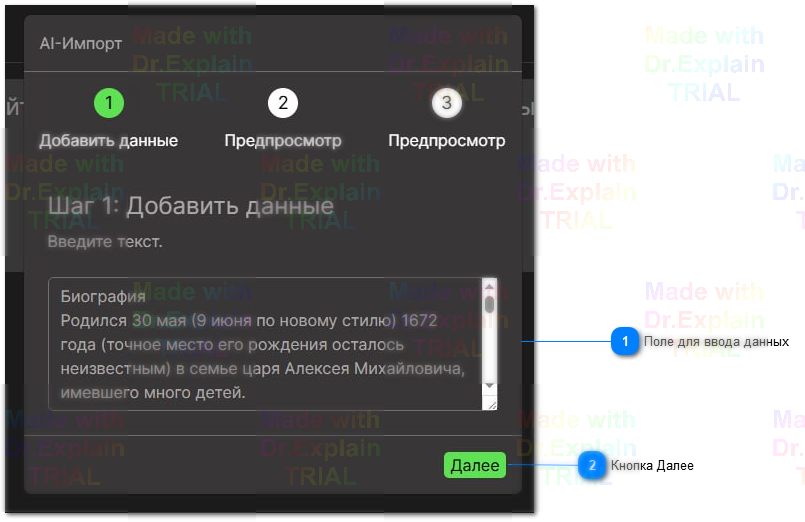 AI-Импорт
1
2
3
Добавить данные
Предпросмотр
Предпросмотр
Шаг 1: Добавить данные
Введите текст.
Биография
Родился 30 мая (9 июня по новому стилю) 1672
года (точное место его рождения осталось
неизвестным) в семье царя Алексея Михайловича,
имевшего много детей.
1 Поле для ввода данных
Далее
2 Кнопка Далее
Made with
Dr.Explain
TRIAL